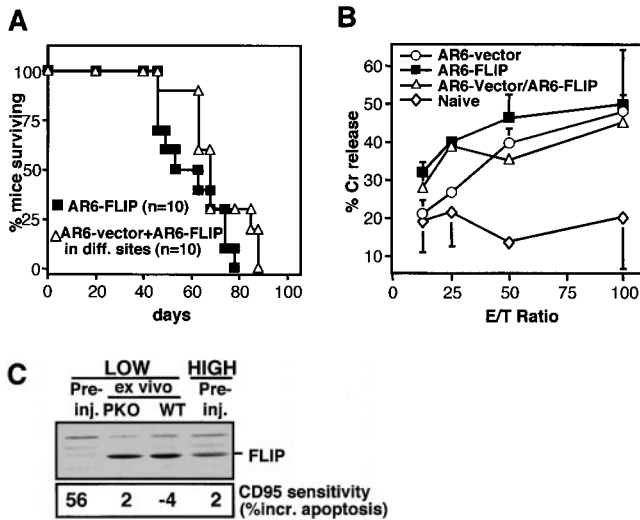 A
% mice surviving
100
75
50
25
0
AR6-FLIP (n=10)
AR6-vector+AR6-FLIP
in diff. sites (n=10)
0 20 40 60 80 100
days
B
% Cr release
60
50
40
30
20
10
AR6-vector
AR6-FLIP
AR6-Vector/AR6-FLIP
Naive
0 25 50 75 100
E/T Ratio
C
LOW HIGH
Pre-inj. ex vivo Pre-inj.
PKO WT
FLIP
56 2 -4 2
CD95 sensitivity
(%incr. apoptosis)